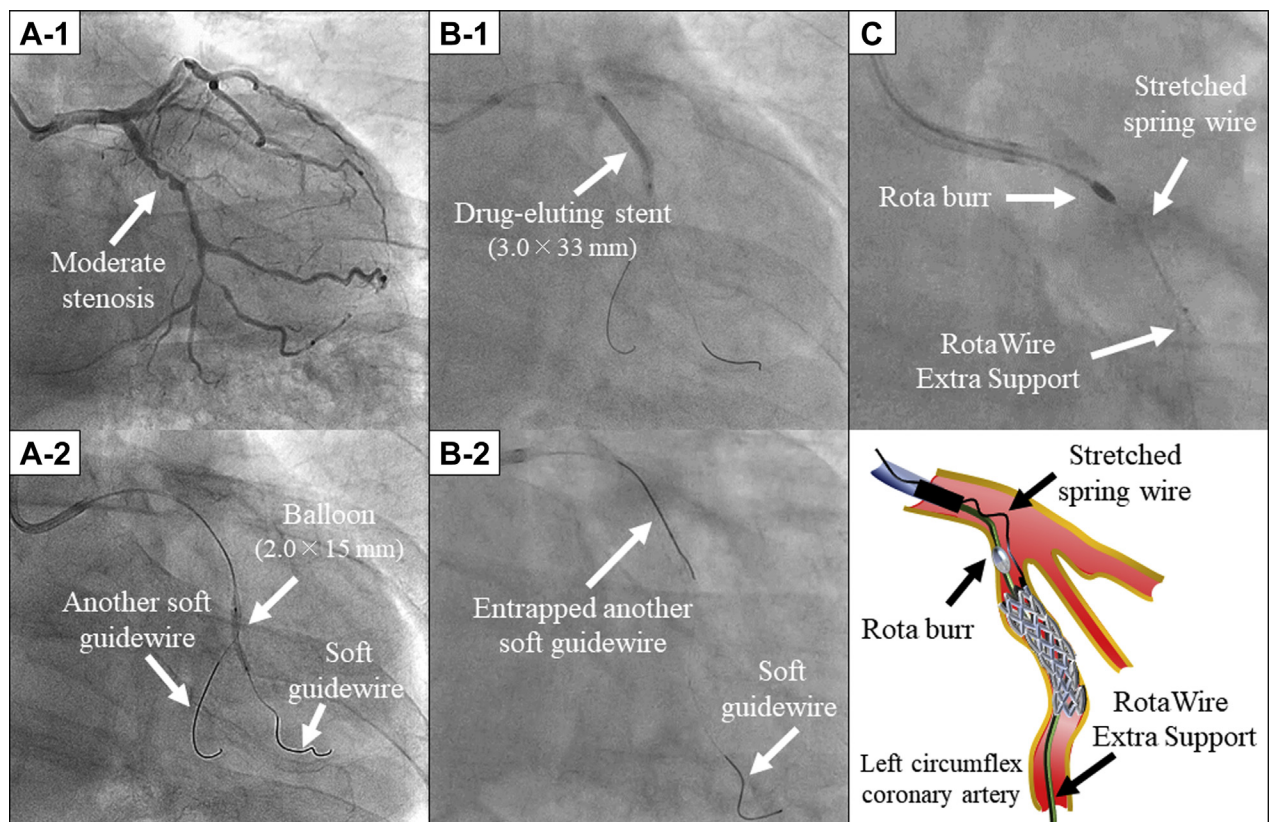 A-1
Moderate
stenosis
A-2
Balloon
(2.0 × 15 mm)
Another soft
guidewire
Soft
guidewire
B-1
Drug-eluting stent
(3.0 × 33 mm)
B-2
Entrapped another
soft guidewire
Soft
guidewire
C
Stretched
spring wire
Rota burr
RotaWire
Extra Support
Stretched
spring wire
Rota burr
RotaWire
Extra Support
Left circumflex
coronary artery